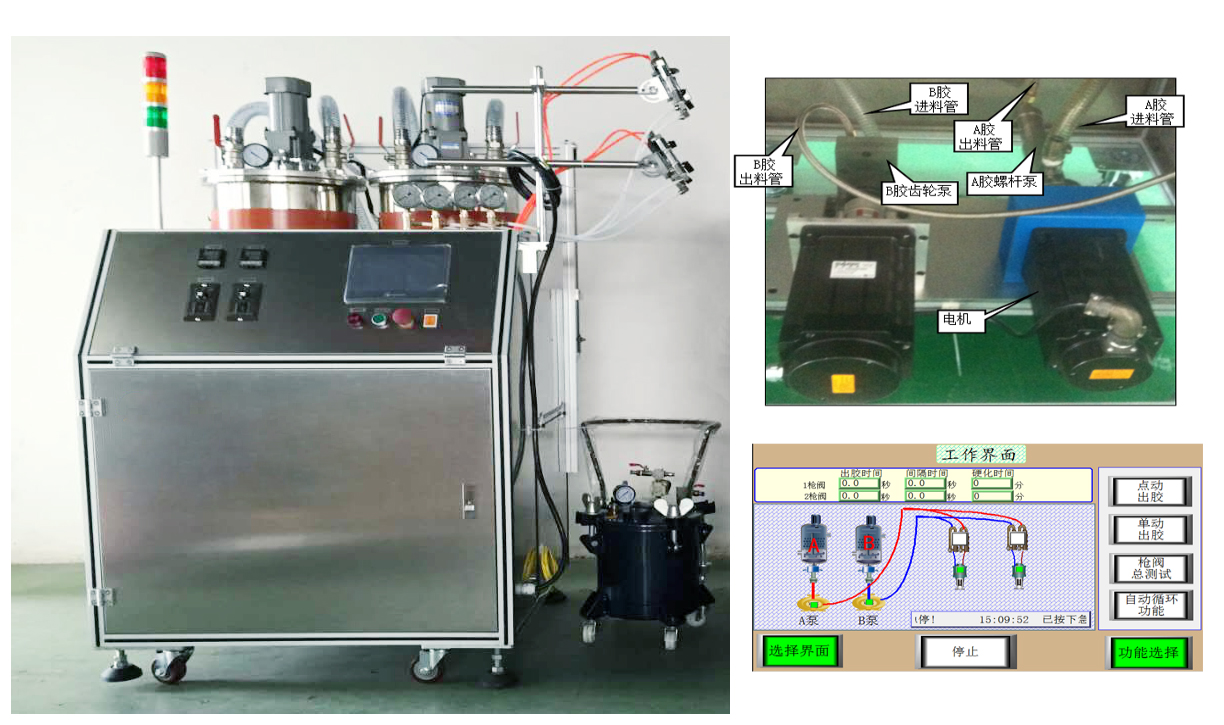 B胶
进料管
A胶
进料管
A胶
出料管
B胶
出料管
B胶齿轮泵
A胶螺杆泵
电机
工作界面
出胶时间 间隔时间 硬化时间
1枪阀 0.0 秒 0.0 秒 0 分
2枪阀 0.0 秒 0.0 秒 0 分
A B
A泵 B泵
停! 15:09:52 已按下急
点动
出胶
单动
出胶
枪阀
总测试
自动循环
功能
选择界面
停止
功能选择